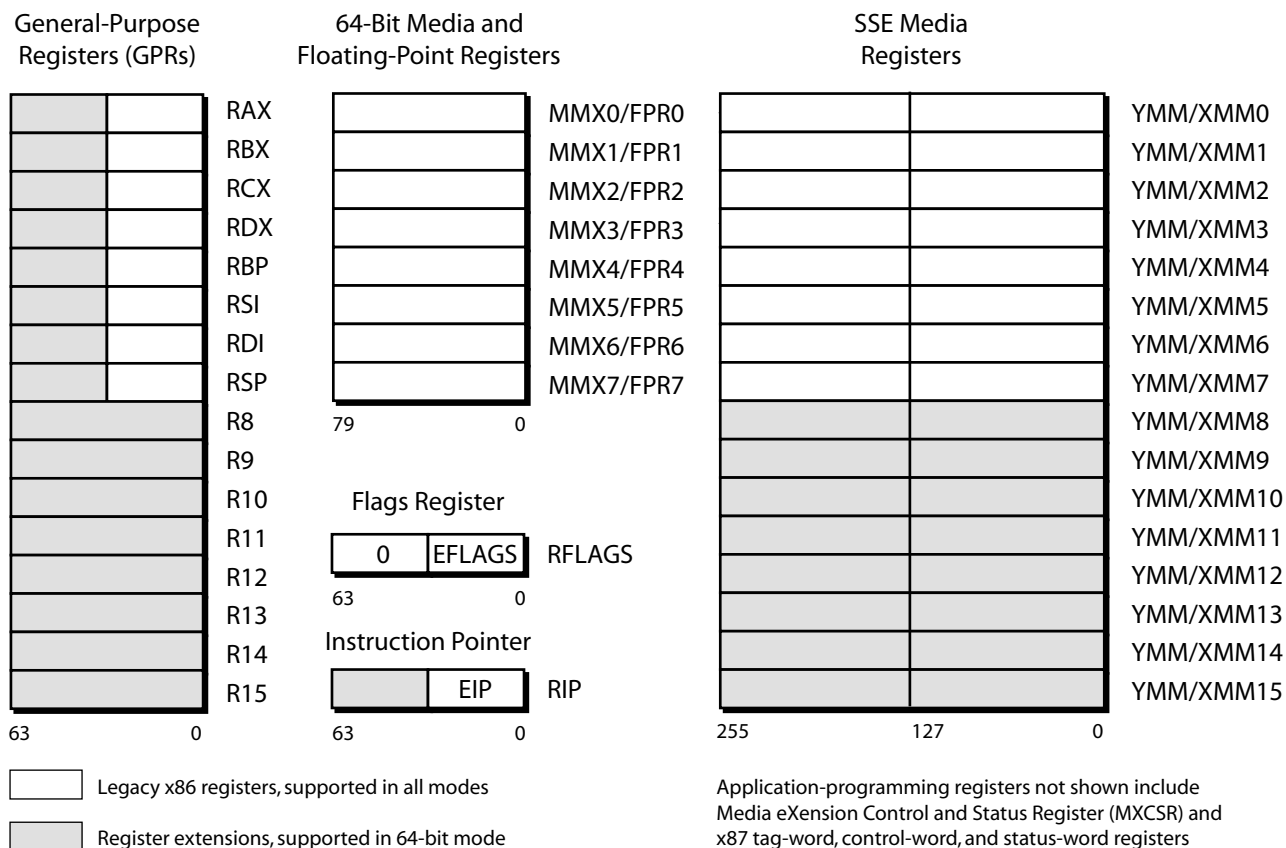 General-Purpose
Registers (GPRs)
64-Bit Media and
Floating-Point Registers
SSE Media
Registers
RAX
RBX
RCX
RDX
RBP
RSI
RDI
RSP
R8
R9
R10
R11
R12
R13
R14
R15
63 0
MMX0/FPR0
MMX1/FPR1
MMX2/FPR2
MMX3/FPR3
MMX4/FPR4
MMX5/FPR5
MMX6/FPR6
MMX7/FPR7
79 0
Flags Register
0 EFLAGS RFLAGS
63 0
Instruction Pointer
EIP RIP
63 0
YMM/XMM0
YMM/XMM1
YMM/XMM2
YMM/XMM3
YMM/XMM4
YMM/XMM5
YMM/XMM6
YMM/XMM7
YMM/XMM8
YMM/XMM9
YMM/XMM10
YMM/XMM11
YMM/XMM12
YMM/XMM13
YMM/XMM14
YMM/XMM15
255 127 0
Legacy x86 registers, supported in all modes
Register extensions, supported in 64-bit mode
Application-programming registers not shown include
Media eXension Control and Status Register (MXCSR) and
x87 tag-word, control-word, and status-word registers